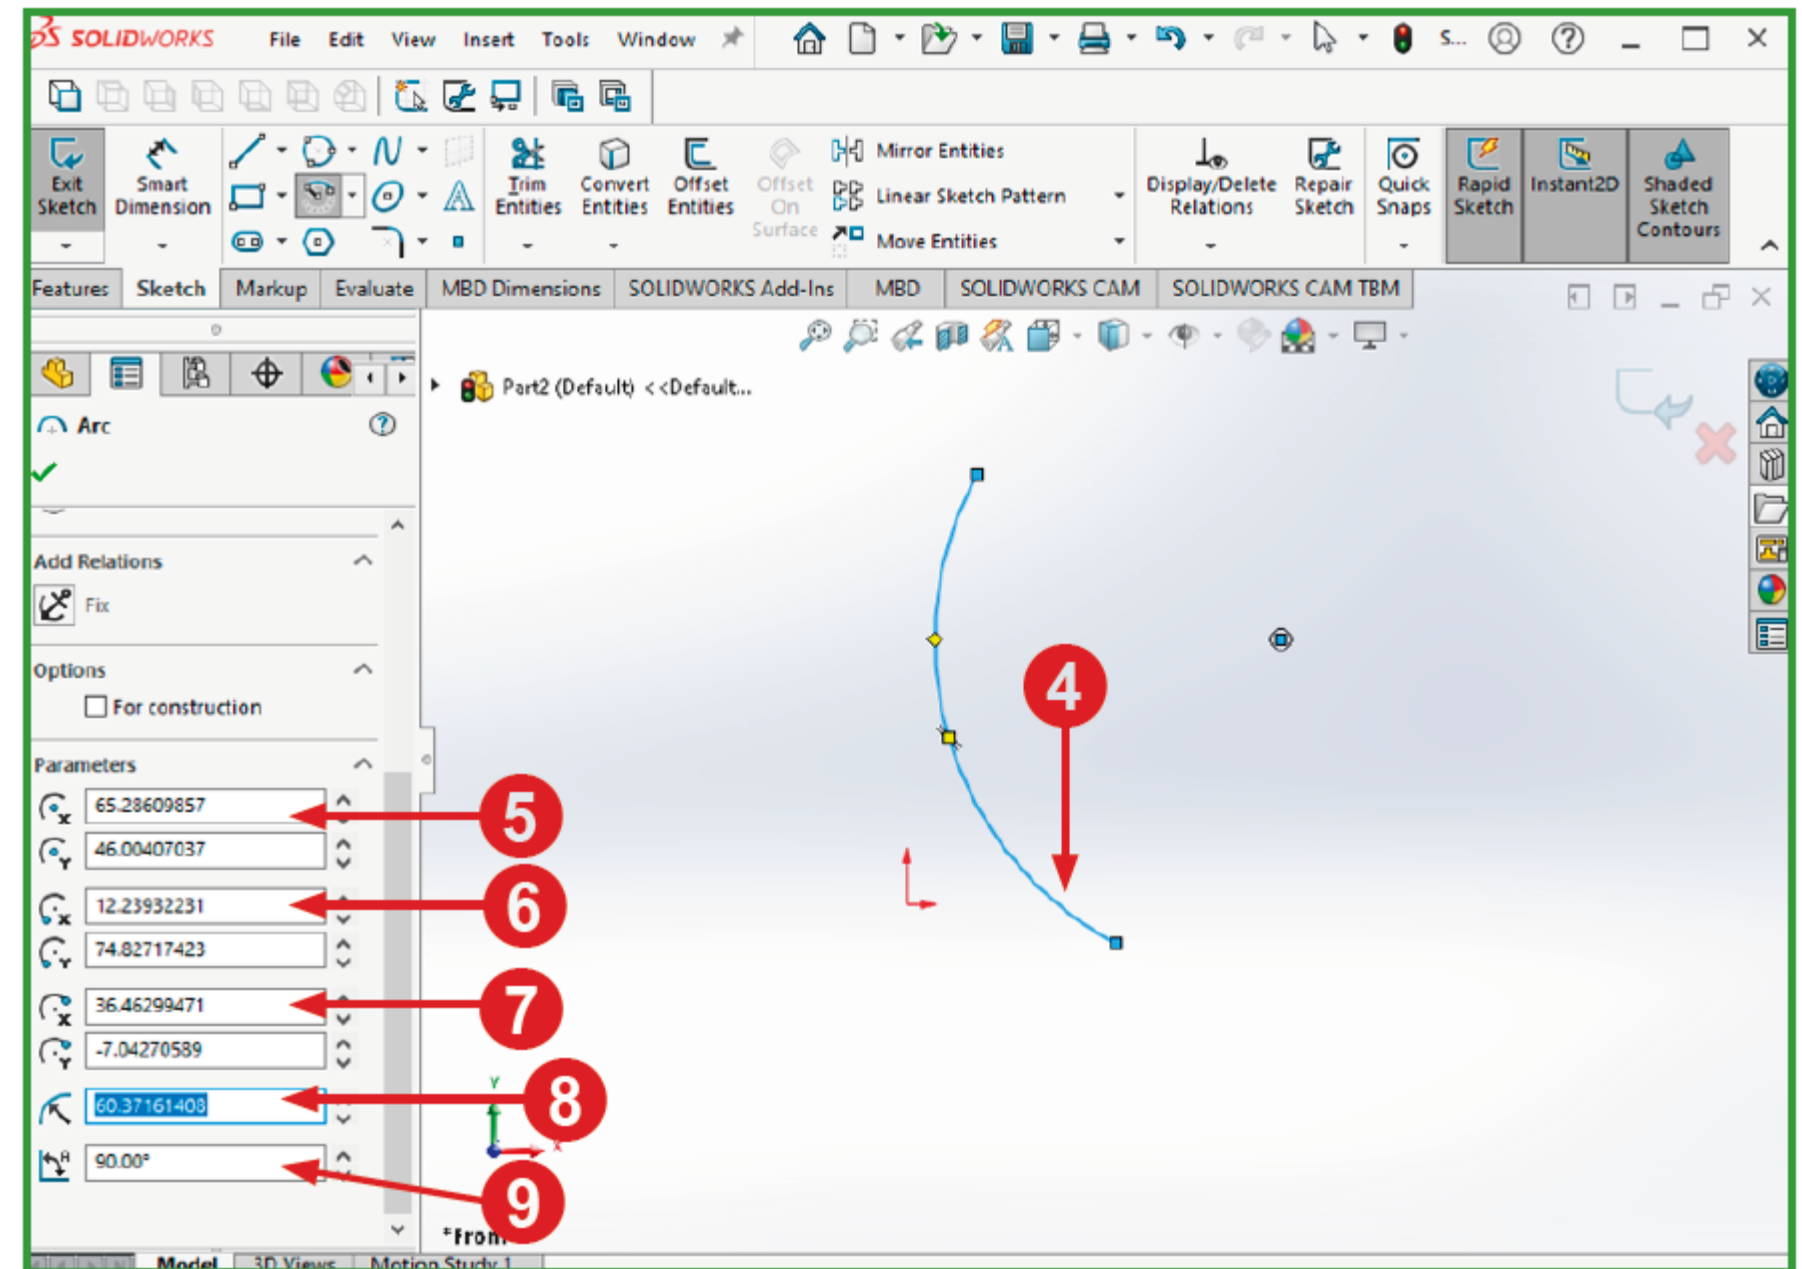 SOLIDWORKS File Edit View Insert Tools Window S...
Exit Sketch
Smart Dimension
Trim Entities
Convert Entities
Offset Entities
Offset On Surface
Mirror Entities
Linear Sketch Pattern
Move Entities
Display/Delete Relations
Repair Sketch
Quick Snaps
Rapid Sketch
Instant2D
Shaded Sketch Contours
Features Sketch Markup Evaluate MBD Dimensions SOLIDWORKS Add-Ins MBD SOLIDWORKS CAM SOLIDWORKS CAM TBM
Part2 (Default) <<Default...
Arc
Add Relations
Fix
Options
For construction
4
Parameters
65.28609857
5
46.00407037
12.23932231
6
74.82717423
36.46299471
7
-7.04270589
60.37161408
8
90.00°
9
Y
X
*Front
Model 3D Views Motion Study 1